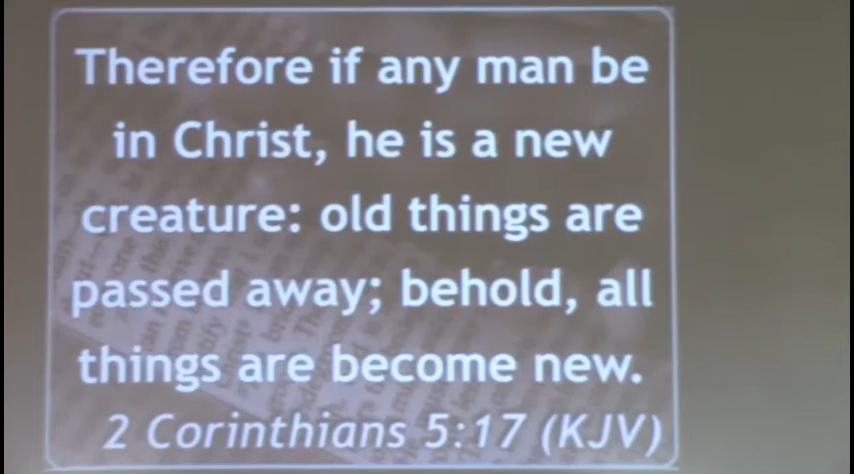 Therefore if any man be
in Christ, he is a new
creature: old things are
passed away; behold, all
things are become new.
2 Corinthians 5:17 (KJV)